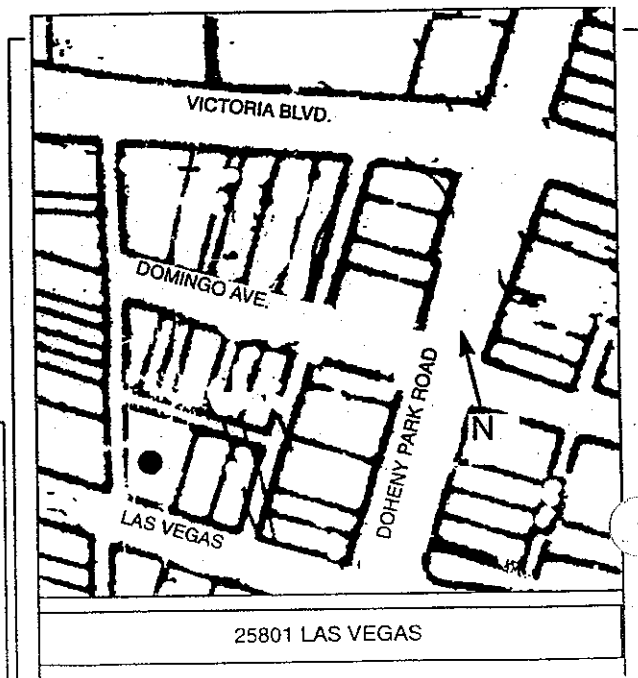 VICTORIA BLVD.
DOMINGO AVE.
DOHENY PARK ROAD
N
LAS VEGAS
25801 LAS VEGAS